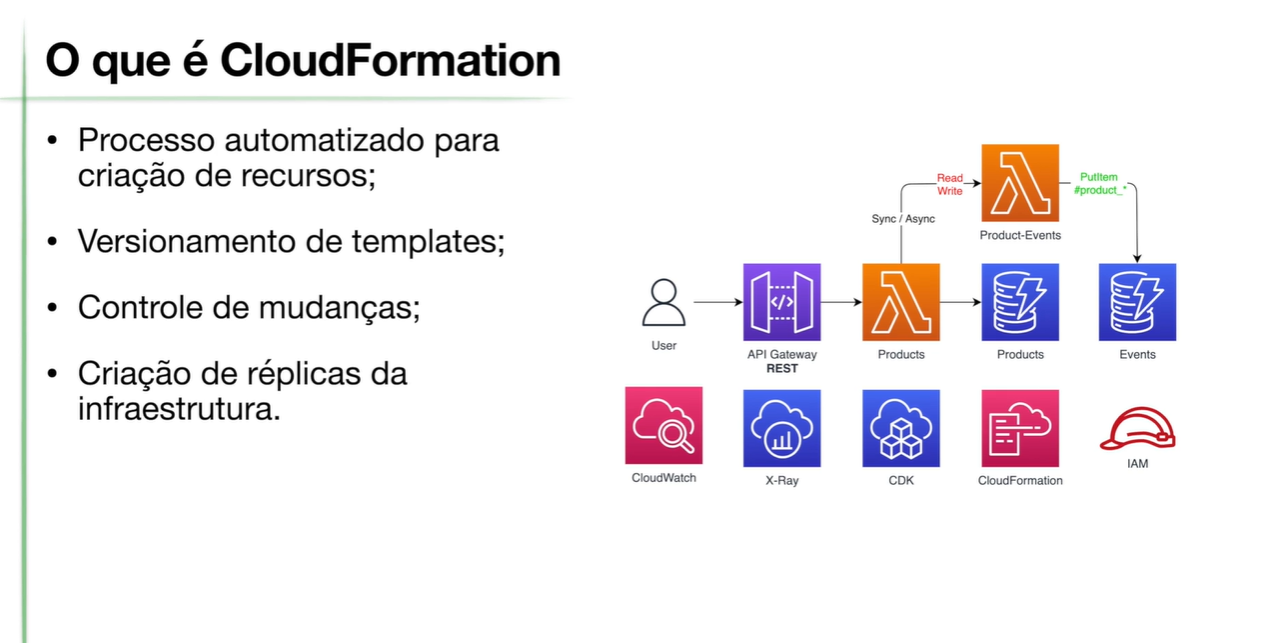 O que é CloudFormation
• Processo automatizado para
criação de recursos;
• Versionamento de templates;
• Controle de mudanças;
• Criação de réplicas da
infraestrutura.
Read
Write
PutItem
#product_*
Sync / Async
Product-Events
</>
User
API Gateway
REST
Products
Products
Events
CloudWatch
X-Ray
CDK
CloudFormation
IAM